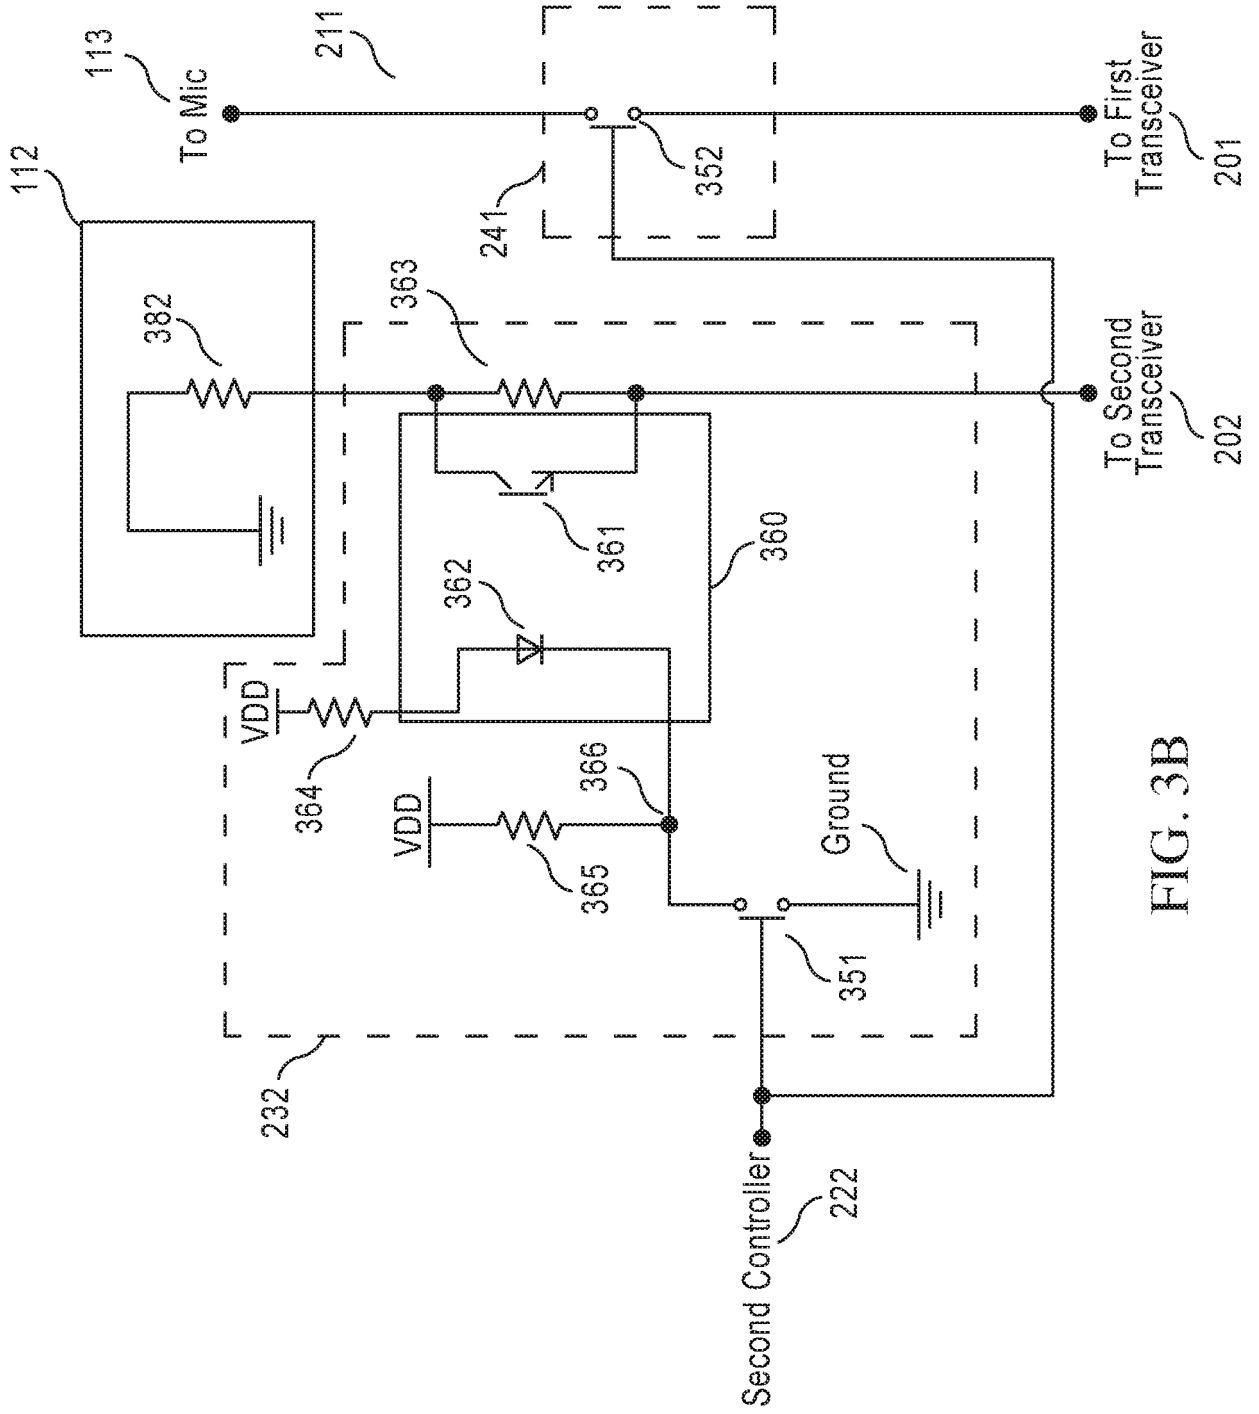 112
113
To Mic
211
382
241
352
363
VDD
364
362
361
360
VDD
365
366
Ground
351
232
Second Controller
222
To Second
Transceiver
202
To First
Transceiver
201
FIG. 3B